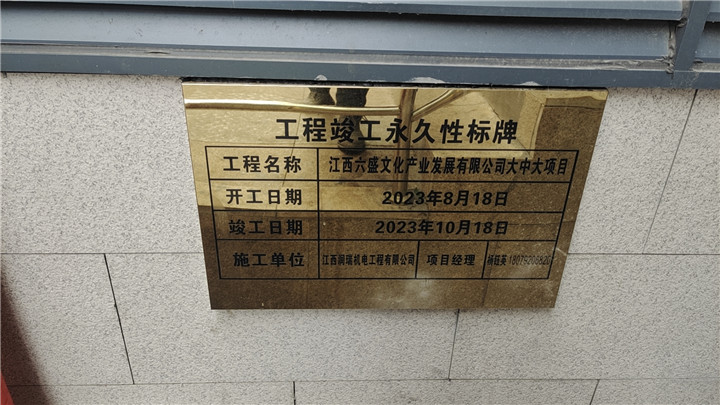 工程竣工永久性标牌
工程名称 江西六盛文化产业发展有限公司大中大项目
开工日期 2023年8月18日
竣工日期 2023年10月18日
施工单位 江西润瑞机电工程有限公司 项目经理